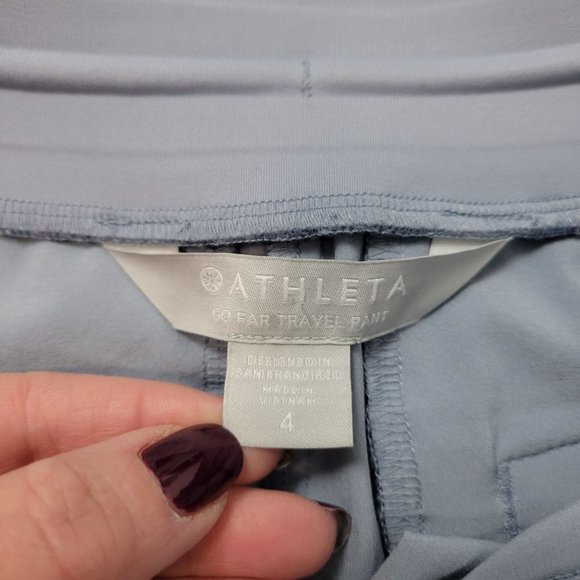 ATHLETA
GO FAR TRAVEL PANT
DESIGNED IN
SAN FRANCISCO
MADE IN
VIETNAM
4